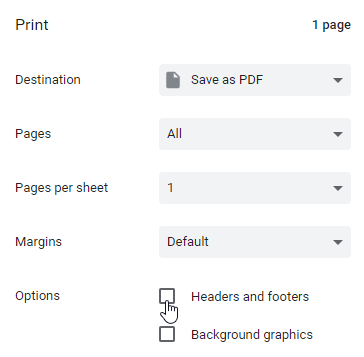 Print 1 page
Destination Save as PDF
Pages All
Pages per sheet 1
Margins Default
Options Headers and footers
Background graphics